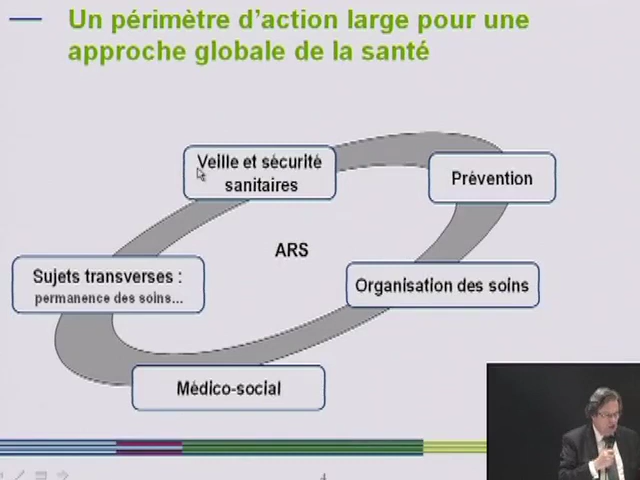 Un périmètre d'action large pour une
approche globale de la santé
Veille et sécurité
sanitaires
Prévention
ARS
Sujets transverses :
permanence des soins...
Organisation des soins
Médico-social
4